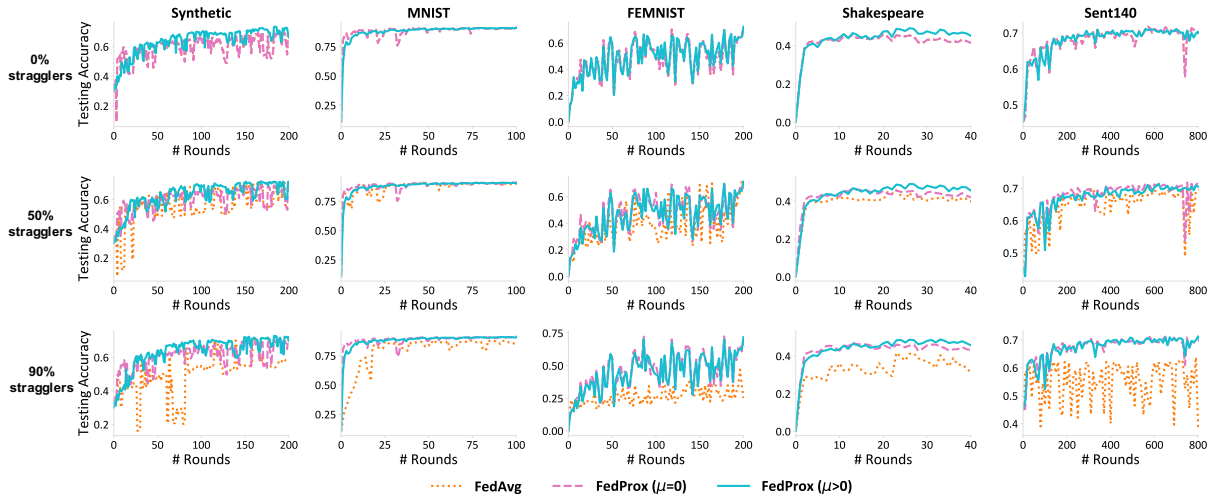 Synthetic MNIST FEMNIST Shakespeare Sent140
0% stragglers
Testing Accuracy
0.6
0.4
0.2
0 50 100 150 200
# Rounds
0.75
0.50
0.25
0 25 50 75 100
# Rounds
0.6
0.4
0.2
0.0
0 50 100 150 200
# Rounds
0.4
0.2
0.0
0 10 20 30 40
# Rounds
0.7
0.6
0.5
0 200 400 600 800
# Rounds
50% stragglers
Testing Accuracy
0.6
0.4
0.2
0 50 100 150 200
# Rounds
0.75
0.50
0.25
0 25 50 75 100
# Rounds
0.6
0.4
0.2
0.0
0 50 100 150 200
# Rounds
0.4
0.2
0.0
0 10 20 30 40
# Rounds
0.7
0.6
0.5
0 200 400 600 800
# Rounds
90% stragglers
Testing Accuracy
0.6
0.4
0.2
0 50 100 150 200
# Rounds
0.75
0.50
0.25
0 25 50 75 100
# Rounds
0.75
0.50
0.25
0.00
0 50 100 150 200
# Rounds
0.4
0.2
0.0
0 10 20 30 40
# Rounds
0.7
0.6
0.5
0.4
0 200 400 600 800
# Rounds
FedAvg FedProx (μ=0) FedProx (μ>0)